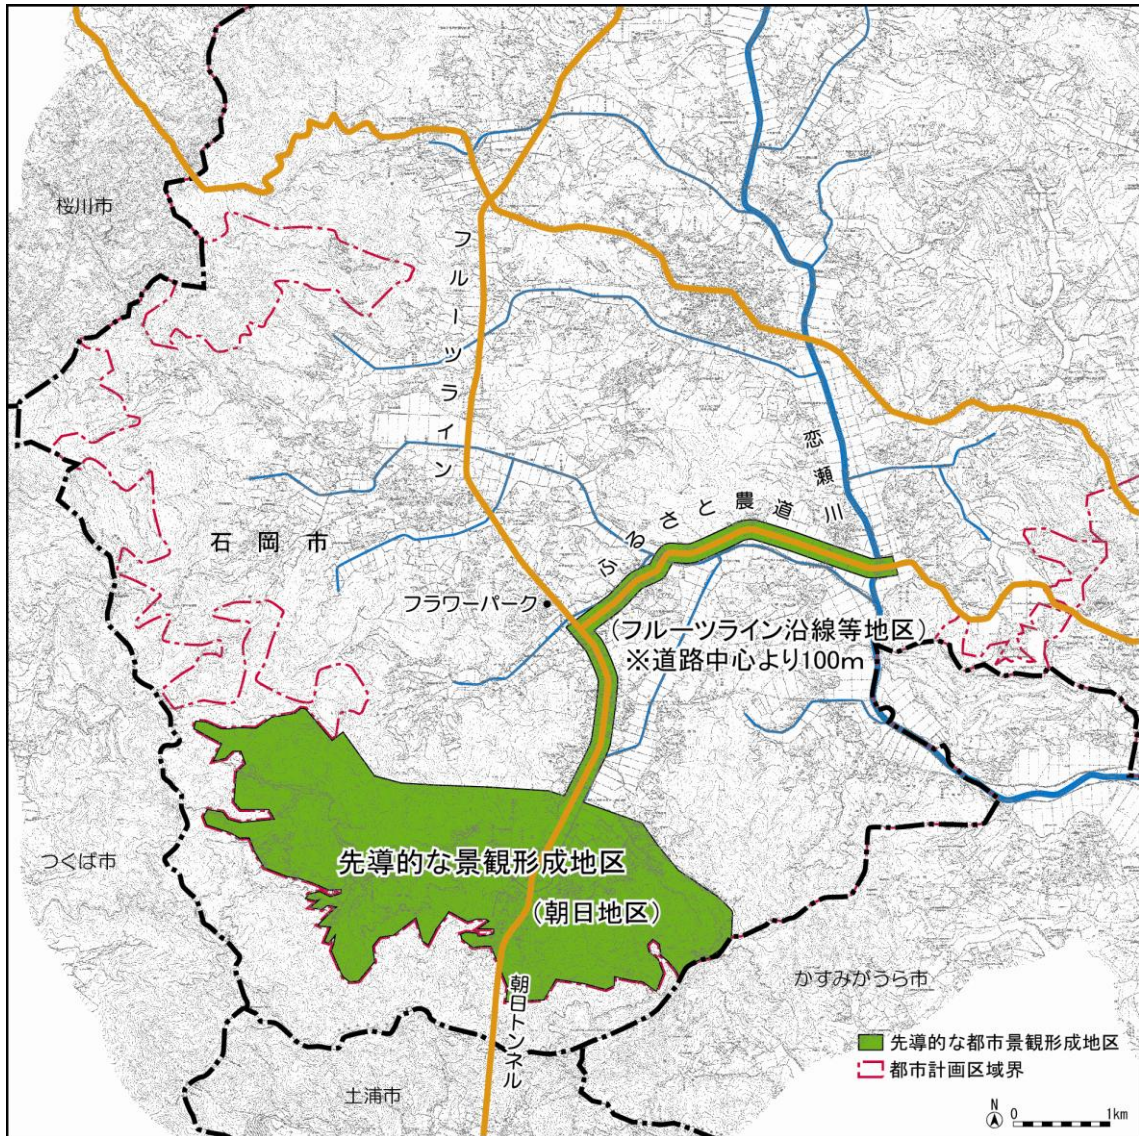 桜川市
フルーツライン
恋瀬川
ふるさと農道
石岡市
フラワーパーク
(フルーツライン沿線等地区)
※道路中心より100m
先導的な景観形成地区
(朝日地区)
つくば市
かすみがうら市
朝日トンネル
土浦市
先導的な都市景観形成地区
都市計画区域界
N
0 1km